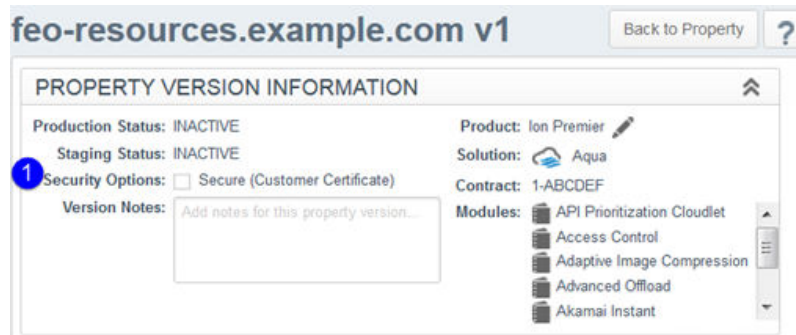 feo-resources.example.com v1
Back to Property
?
PROPERTY VERSION INFORMATION
Production Status: INACTIVE
Product: Ion Premier
Staging Status: INACTIVE
Solution: Aqua
1
Security Options: Secure (Customer Certificate)
Contract: 1-ABCDEF
Version Notes: Add notes for this property version...
Modules: API Prioritization Cloudlet
Access Control
Adaptive Image Compression
Advanced Offload
Akamai Instant